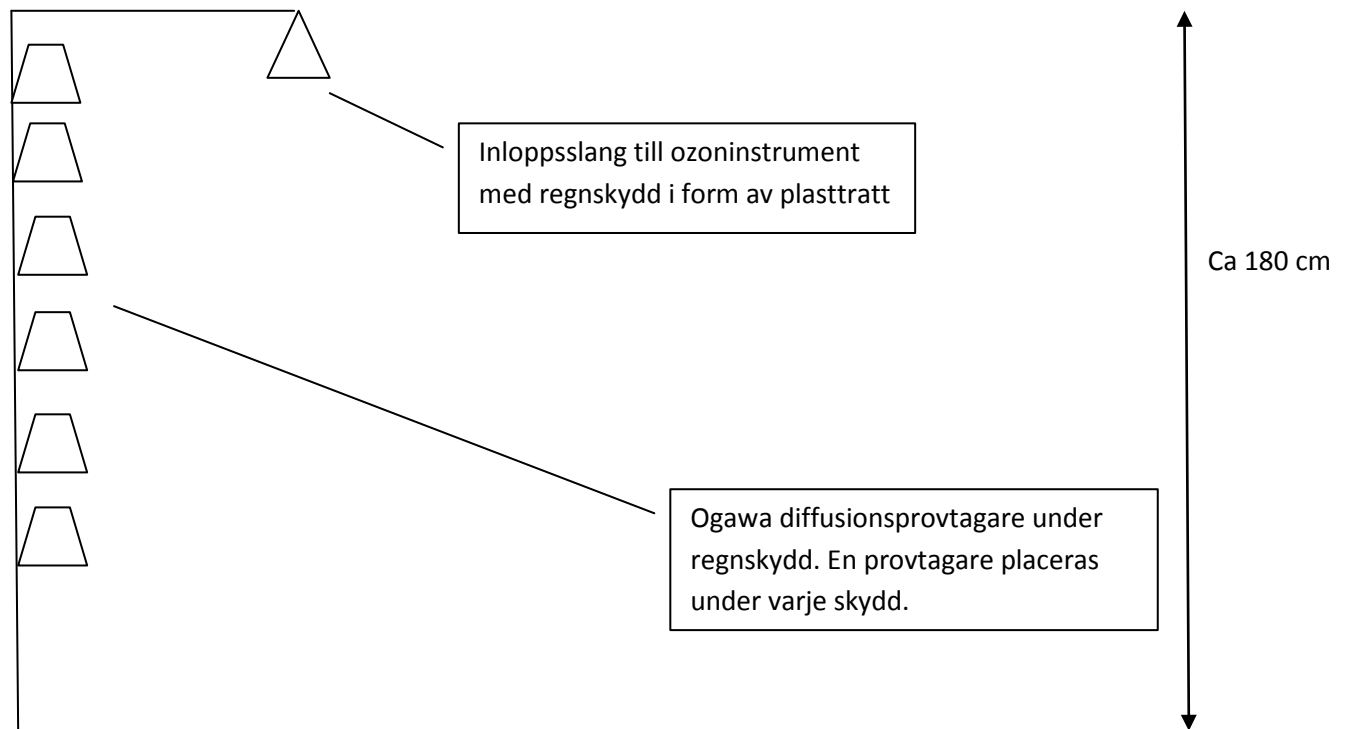 Inloppsslang till ozoninstrument
med regnskydd i form av plasttratt
Ca 180 cm
Ogawa diffusionsprovtagare under
regnskydd. En provtagare placeras
under varje skydd.